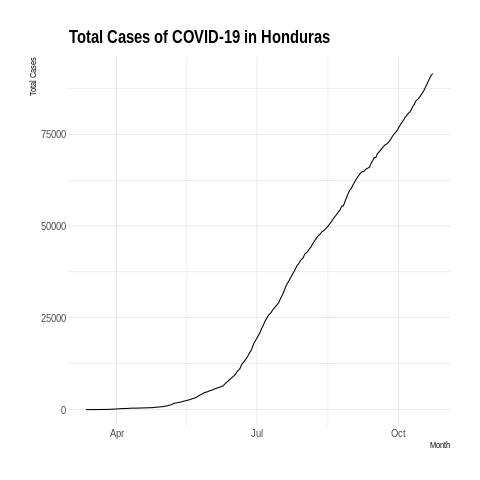 Total Cases of COVID-19 in Honduras
Total Cases
75000
50000
25000
0
Apr
Jul
Oct
Month